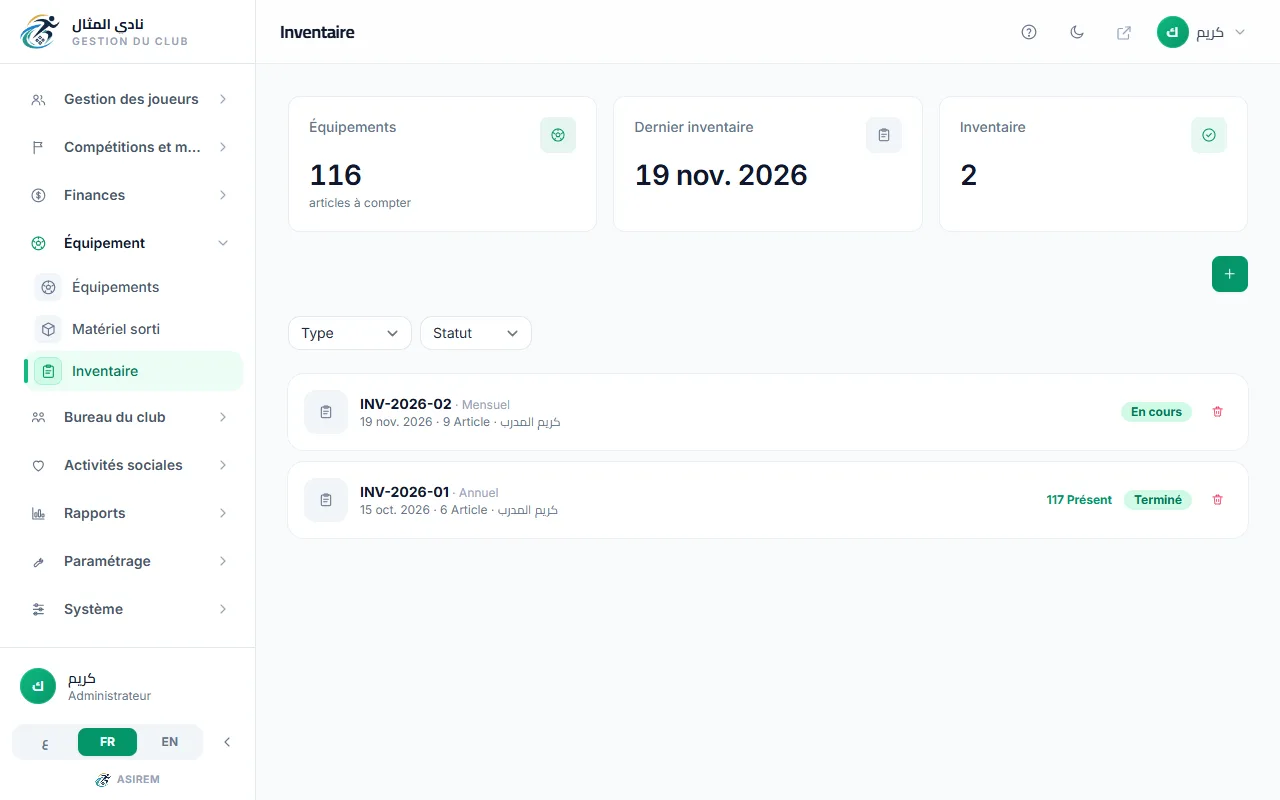 نادي المثال
GESTION DU CLUB
Inventaire
ك
كريم
Gestion des joueurs
Compétitions et m...
Finances
Équipement
Équipements
Matériel sorti
Inventaire
Bureau du club
Activités sociales
Rapports
Paramétrage
Système
ك
كريم
Administrateur
ع
FR
EN
ASIREM
Équipements
116
articles à compter
Dernier inventaire
19 nov. 2026
Inventaire
2
+
Type
Statut
INV-2026-02 · Mensuel
19 nov. 2026 · 9 Article · كريم المدرب
En cours
INV-2026-01 · Annuel
15 oct. 2026 · 6 Article · كريم المدرب
117 Présent
Terminé